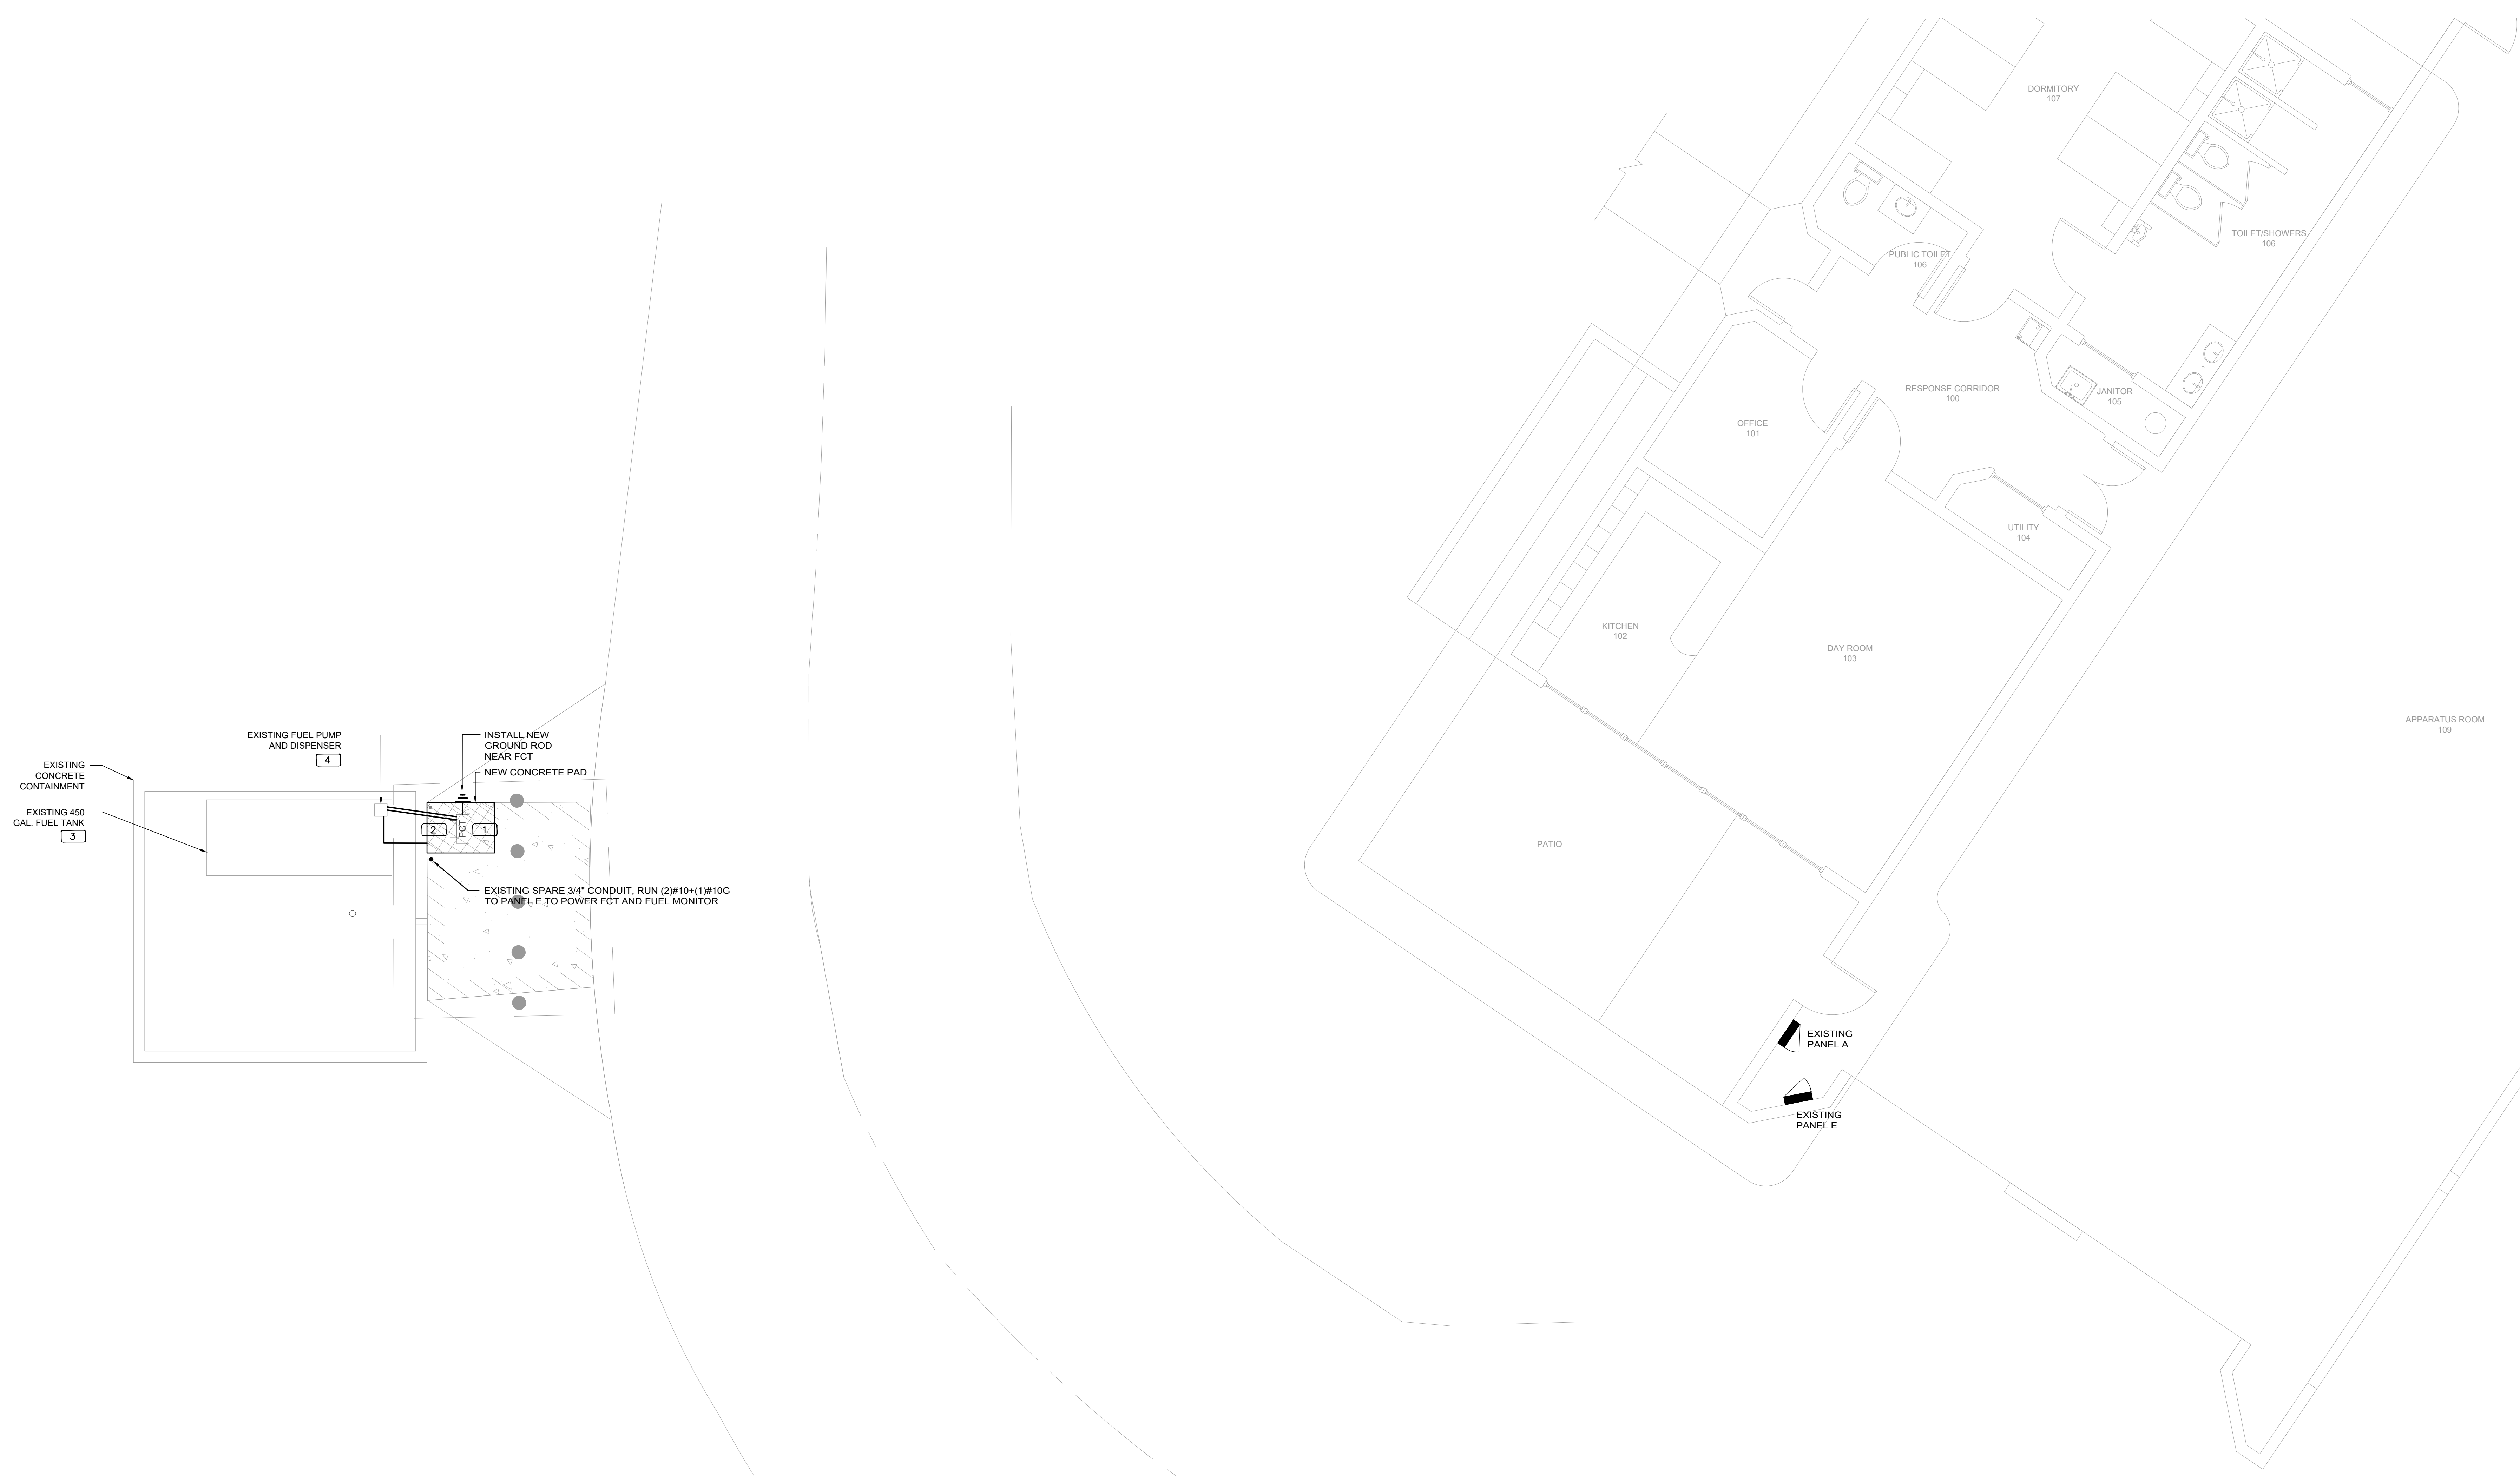 DORMITORY
107
TOILET/SHOWERS
106
PUBLIC TOILET
106
RESPONSE CORRIDOR
100
JANITOR
105
OFFICE
101
UTILITY
104
KITCHEN
102
DAY ROOM
103
APPARATUS ROOM
109
PATIO
EXISTING FUEL PUMP
AND DISPENSER
4
INSTALL NEW
GROUND ROD
NEAR FCT
NEW CONCRETE PAD
EXISTING
CONCRETE
CONTAINMENT
EXISTING 450
GAL. FUEL TANK
3
2
FCT
1
EXISTING SPARE 3/4" CONDUIT, RUN (2)#10+(1)#10G
TO PANEL E TO POWER FCT AND FUEL MONITOR
EXISTING
PANEL A
EXISTING
PANEL E